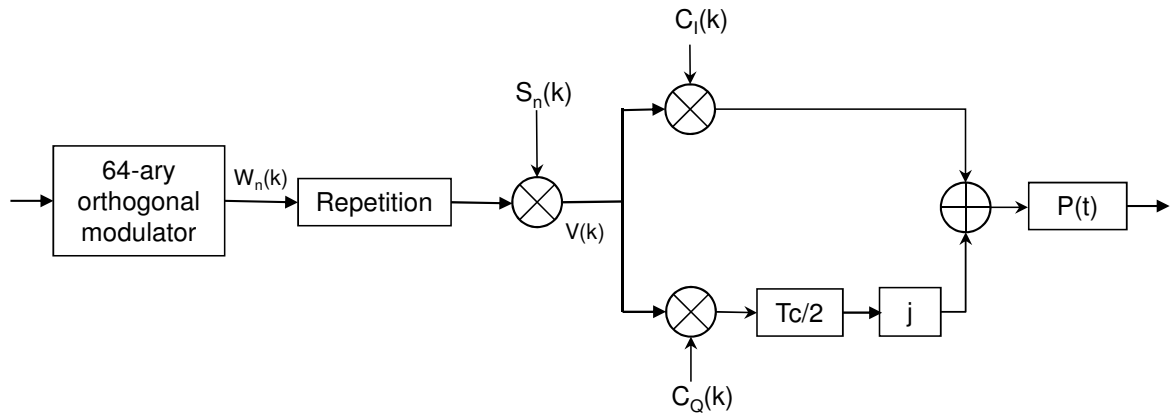 C_I(k)
S_n(k)
64-ary
orthogonal
modulator
W_n(k)
Repetition
V(k)
P(t)
Tc/2
j
C_Q(k)